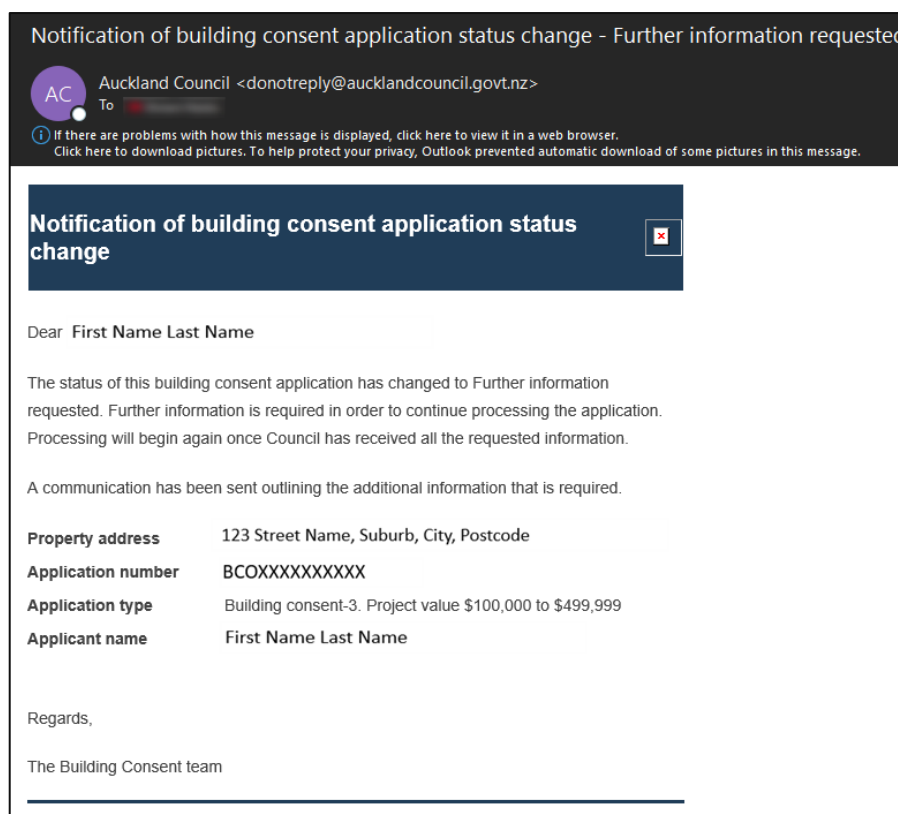 Notification of building consent application status change - Further information requested
AC
Auckland Council <donotreply@aucklandcouncil.govt.nz>
To
If there are problems with how this message is displayed, click here to view it in a web browser.
Click here to download pictures. To help protect your privacy, Outlook prevented automatic download of some pictures in this message.
Notification of building consent application status
change
Dear First Name Last Name
The status of this building consent application has changed to Further information
requested. Further information is required in order to continue processing the application.
Processing will begin again once Council has received all the requested information.
A communication has been sent outlining the additional information that is required.
Property address 123 Street Name, Suburb, City, Postcode
Application number BCOXXXXXXXXXX
Application type Building consent-3. Project value $100,000 to $499,999
Applicant name First Name Last Name
Regards,
The Building Consent team